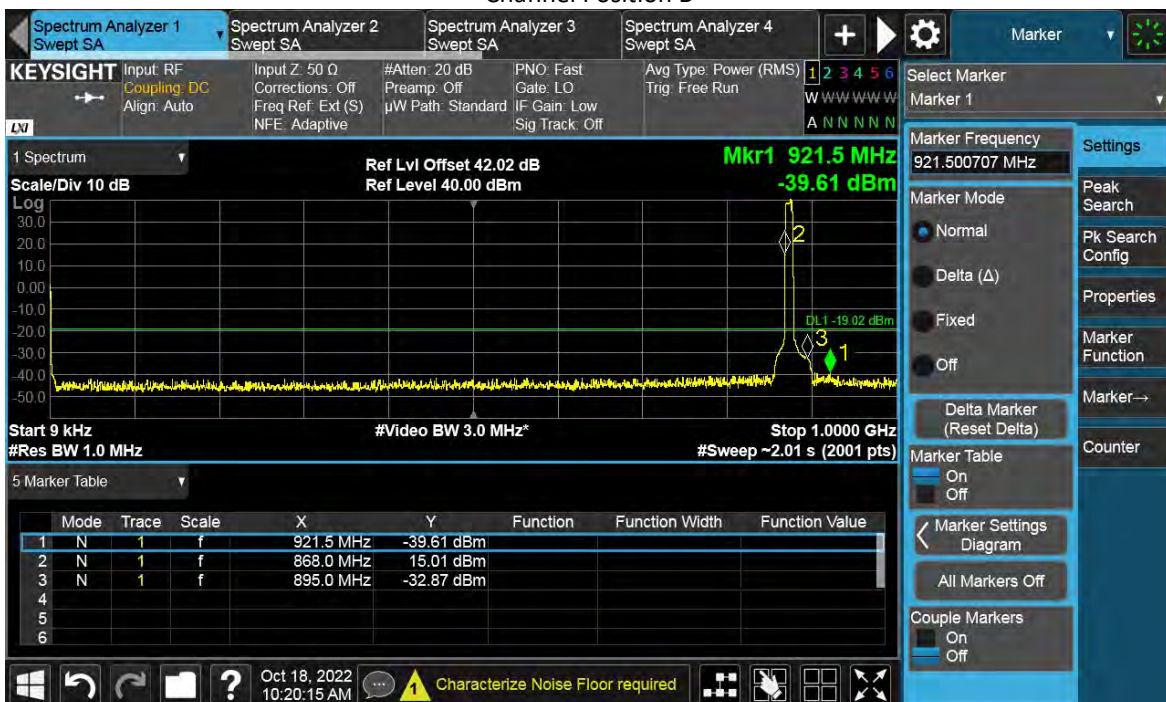 Channel Position B
Spectrum Analyzer 1
Swept SA
Spectrum Analyzer 2
Swept SA
Spectrum Analyzer 3
Swept SA
Spectrum Analyzer 4
Swept SA
+
Marker
KEYSIGHT
LXI
Input: RF
Coupling: DC
Align: Auto
Input Z: 50 Ω
Corrections: Off
Freq Ref: Ext (S)
NFE: Adaptive
#Atten: 20 dB
Preamp: Off
µW Path: Standard
PNO: Fast
Gate: LO
IF Gain: Low
Sig Track: Off
Avg Type: Power (RMS)
Trig: Free Run
1 2 3 4 5 6
W W W W W W
A N N N N N
Select Marker
Marker 1
1 Spectrum
Scale/Div 10 dB
Ref Lvl Offset 42.02 dB
Ref Level 40.00 dBm
Mkr1 921.5 MHz
-39.61 dBm
Log
30.0
20.0
10.0
0.00
-10.0
-20.0
-30.0
-40.0
-50.0
2
DL1 -19.02 dBm
3
1
Start 9 kHz
#Res BW 1.0 MHz
#Video BW 3.0 MHz*
Stop 1.0000 GHz
#Sweep ~2.01 s (2001 pts)
5 Marker Table
Mode Trace Scale X Y Function Function Width Function Value
1 N 1 f 921.5 MHz -39.61 dBm
2 N 1 f 868.0 MHz 15.01 dBm
3 N 1 f 895.0 MHz -32.87 dBm
4
5
6
Marker Frequency
921.500707 MHz
Marker Mode
Normal
Delta (Δ)
Fixed
Off
Delta Marker
(Reset Delta)
Marker Table
On
Off
Marker Settings
Diagram
All Markers Off
Couple Markers
On
Off
Settings
Peak
Search
Pk Search
Config
Properties
Marker
Function
Marker→
Counter
?
Oct 18, 2022
10:20:15 AM
1
Characterize Noise Floor required